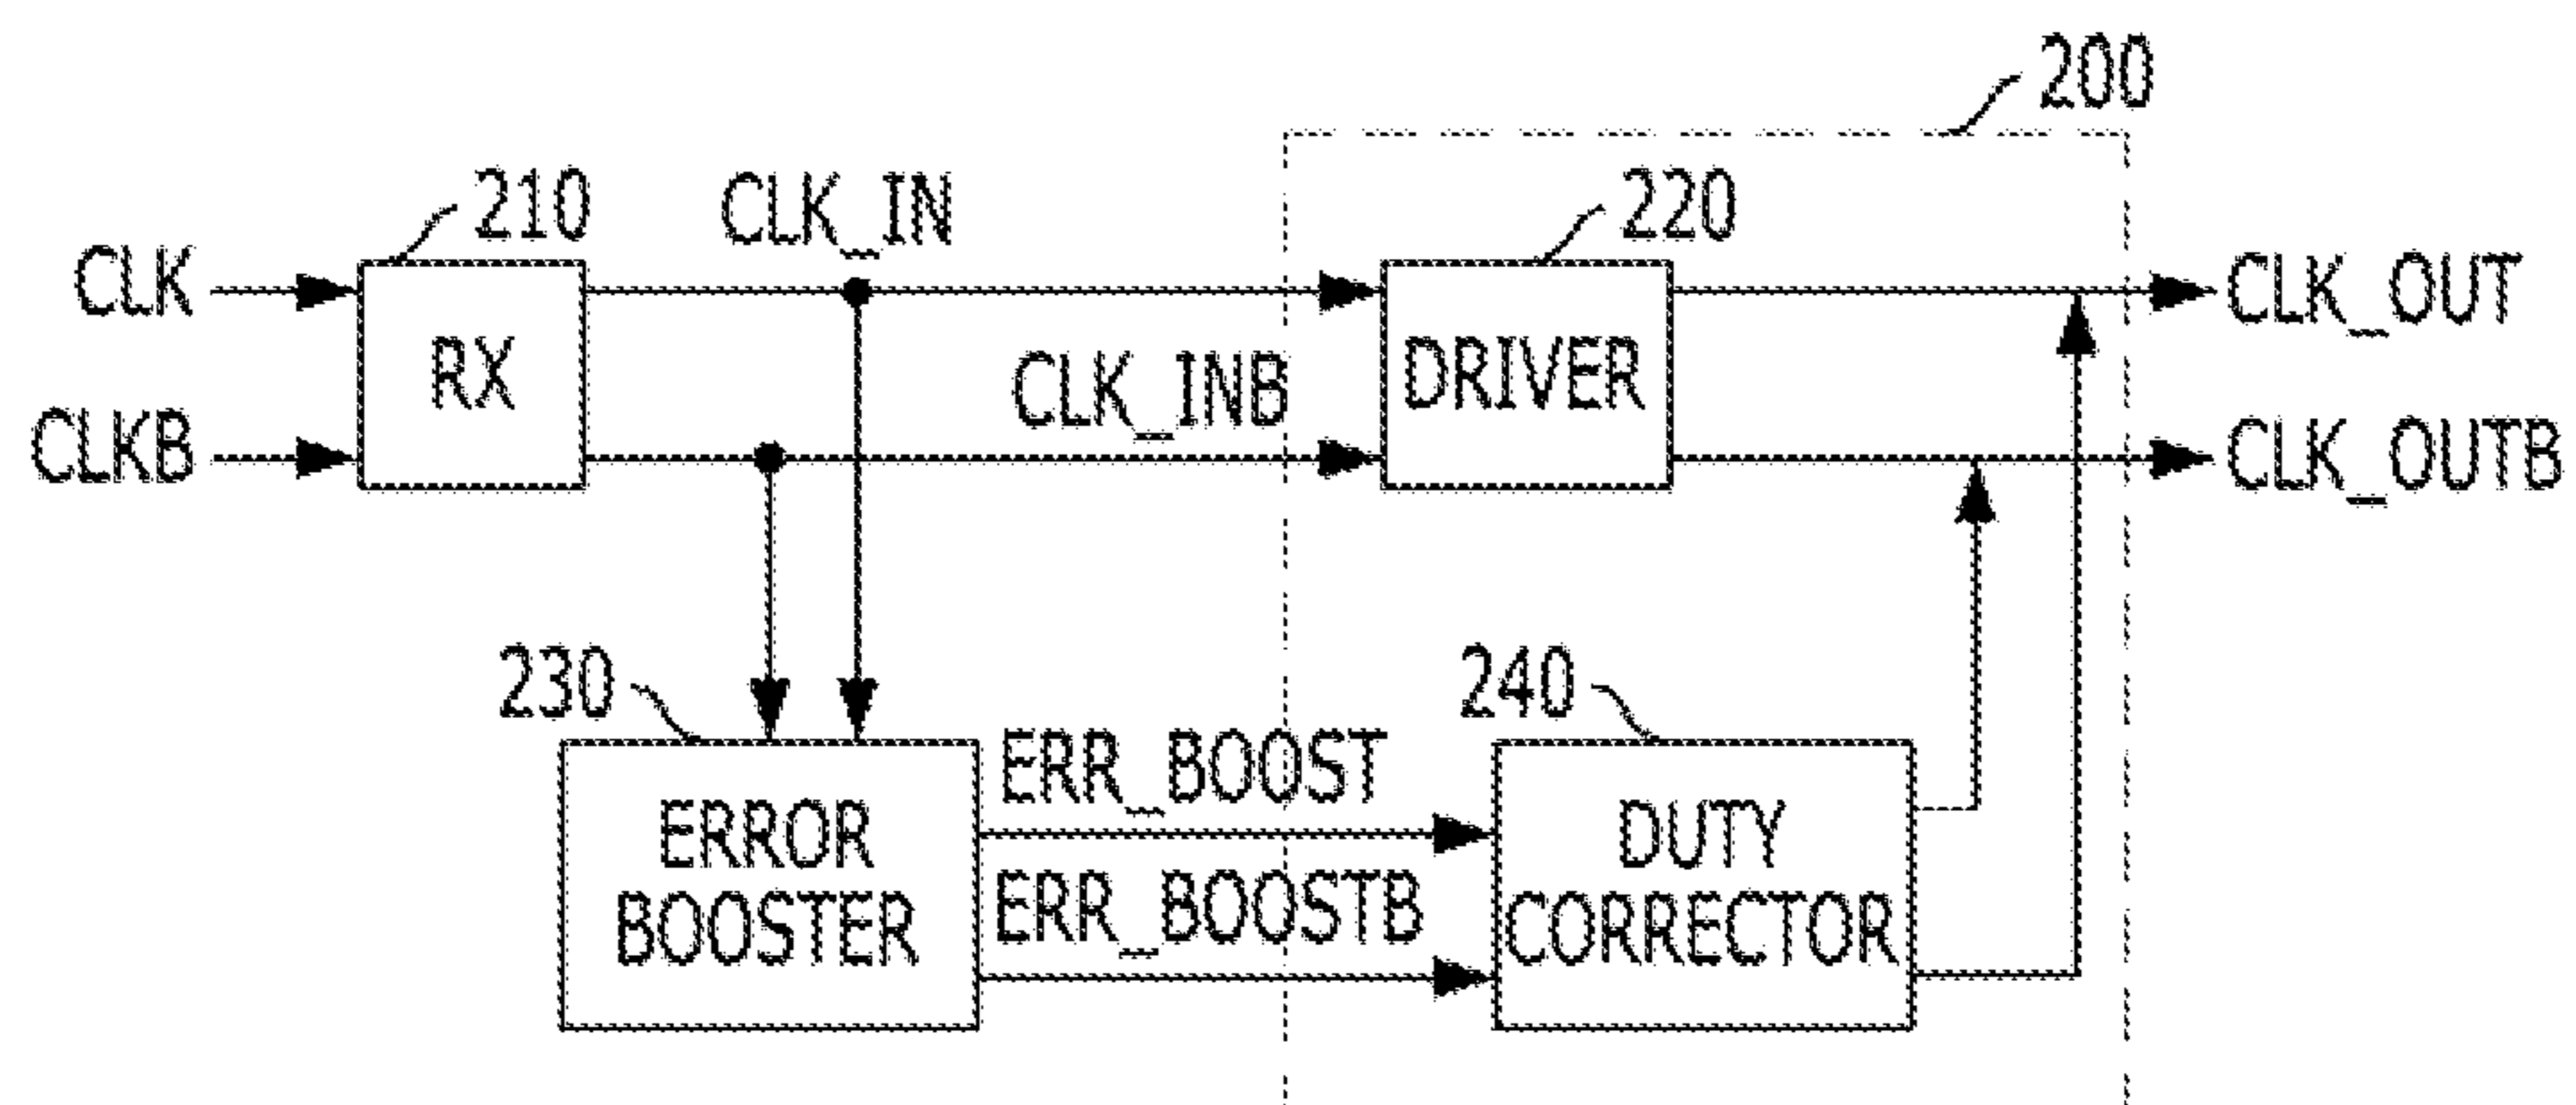 200
210
CLK_IN
220
CLK
CLK_OUT
RX
CLK_INB
DRIVER
CLKB
CLK_OUTB
230
240
ERR_BOOST
ERROR
BOOSTER
ERR_BOOSTB
DUTY
CORRECTOR